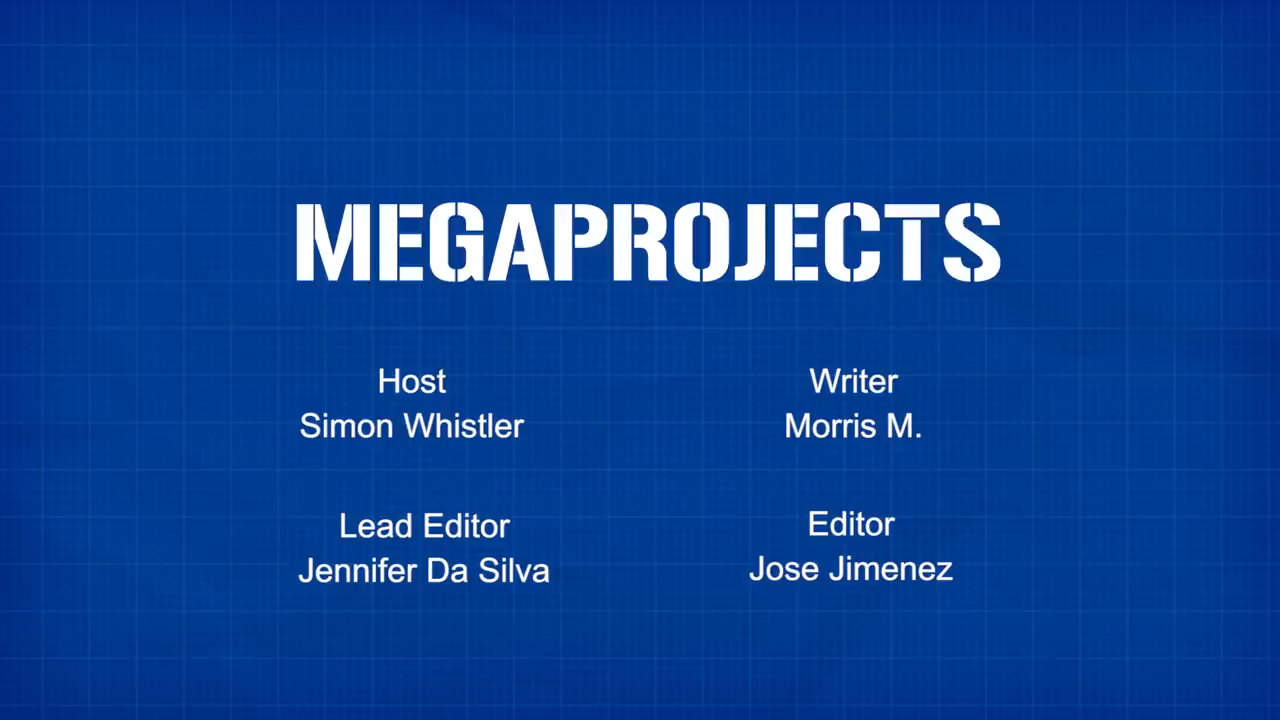 MEGAPROJECTS
Host
Simon Whistler
Writer
Morris M.
Lead Editor
Jennifer Da Silva
Editor
Jose Jimenez